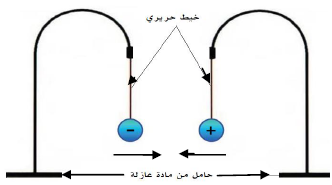 خيط حريري
-
+
حامل من مادة عازلة